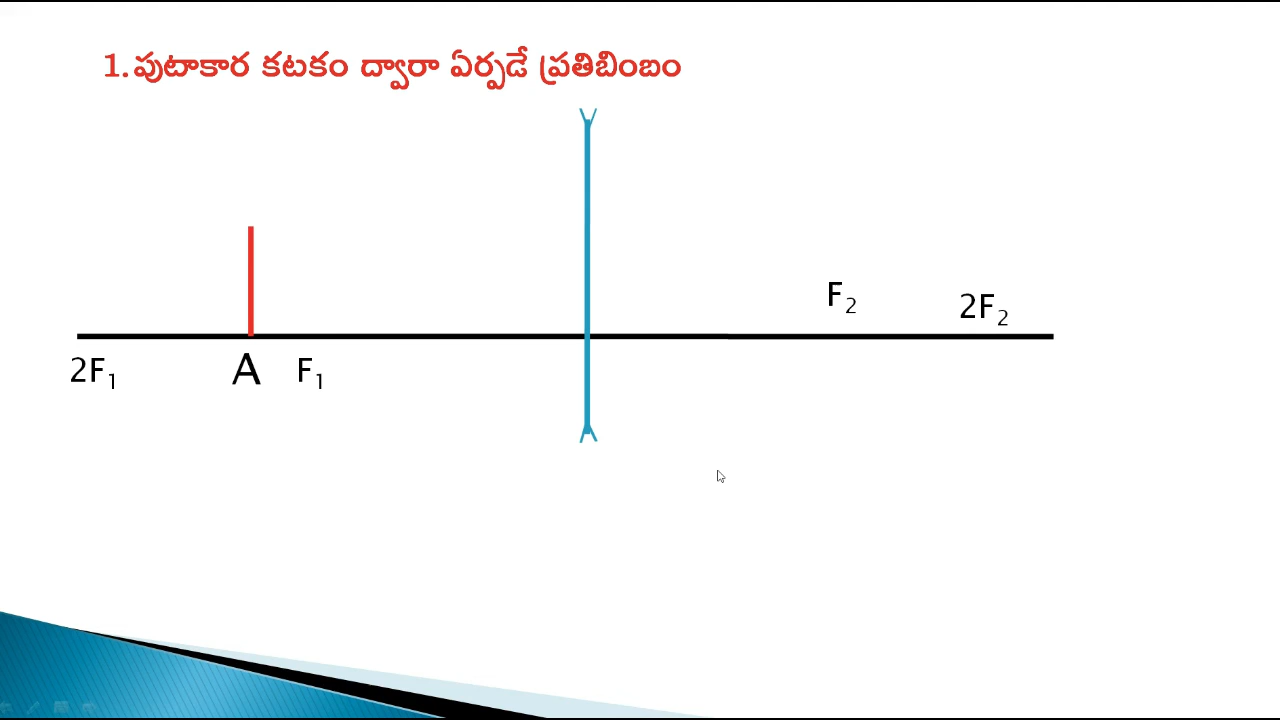 1.పుటాకార కటకం ద్వారా ఏర్పడే ప్రతిబింబం
F₂
2F₂
2F₁
A
F₁